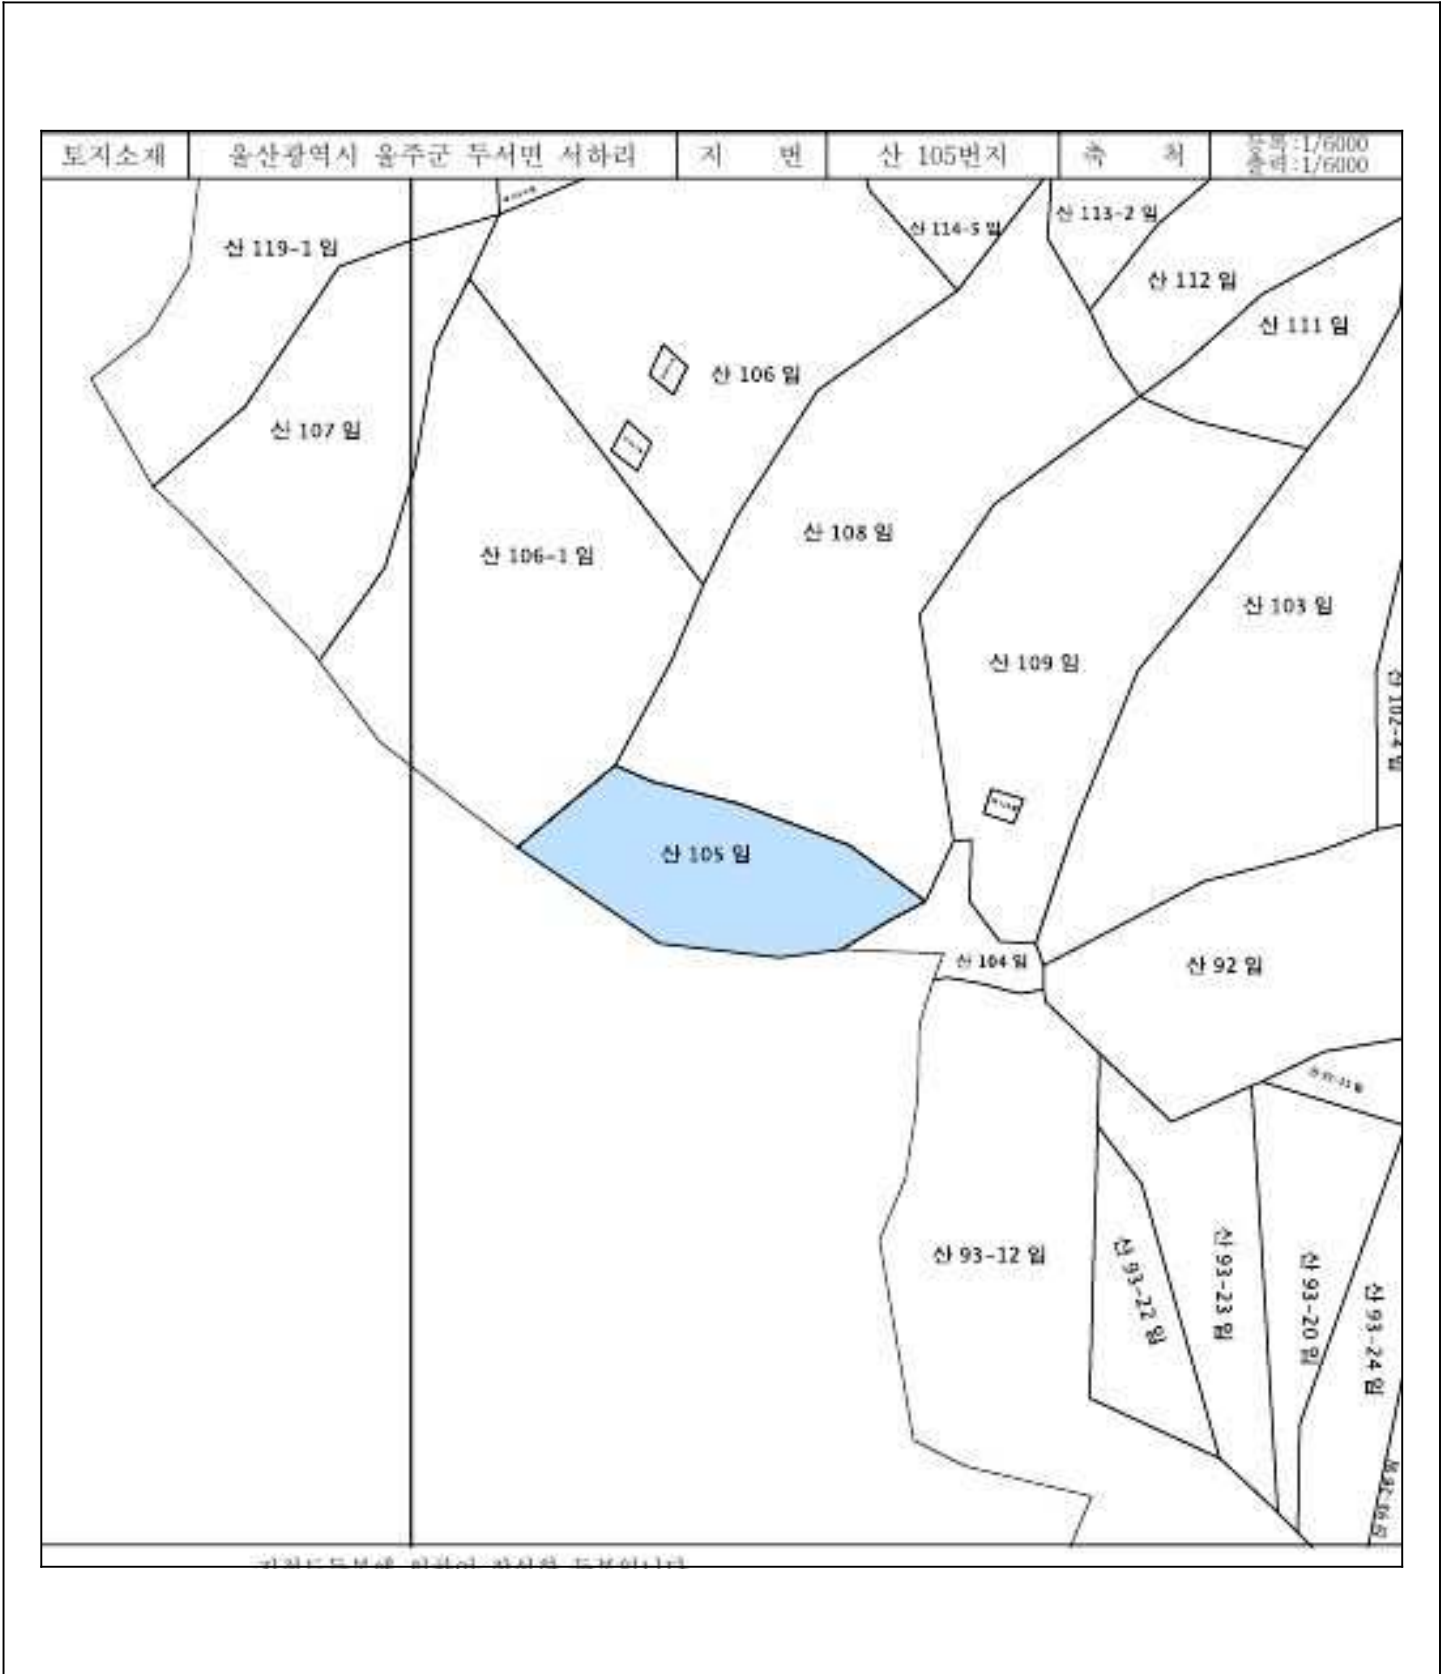 토지소재 울산광역시 울주군 두서면 서하리 지 번 산 105번지 축 척 등록:1/6000
출력:1/6000
산 119-1 임
산 114-3 임
산 113-2 임
산 112 임
산 111 임
산 106 임
산 107 임
산 108 임
산 106-1 임
산 103 임
산 109 임
산 102-4 임
산 105 임
산 104 임
산 92 임
산 93-12 임
산 93-22 임
산 93-23 임
산 93-20 임
산 93-24 임